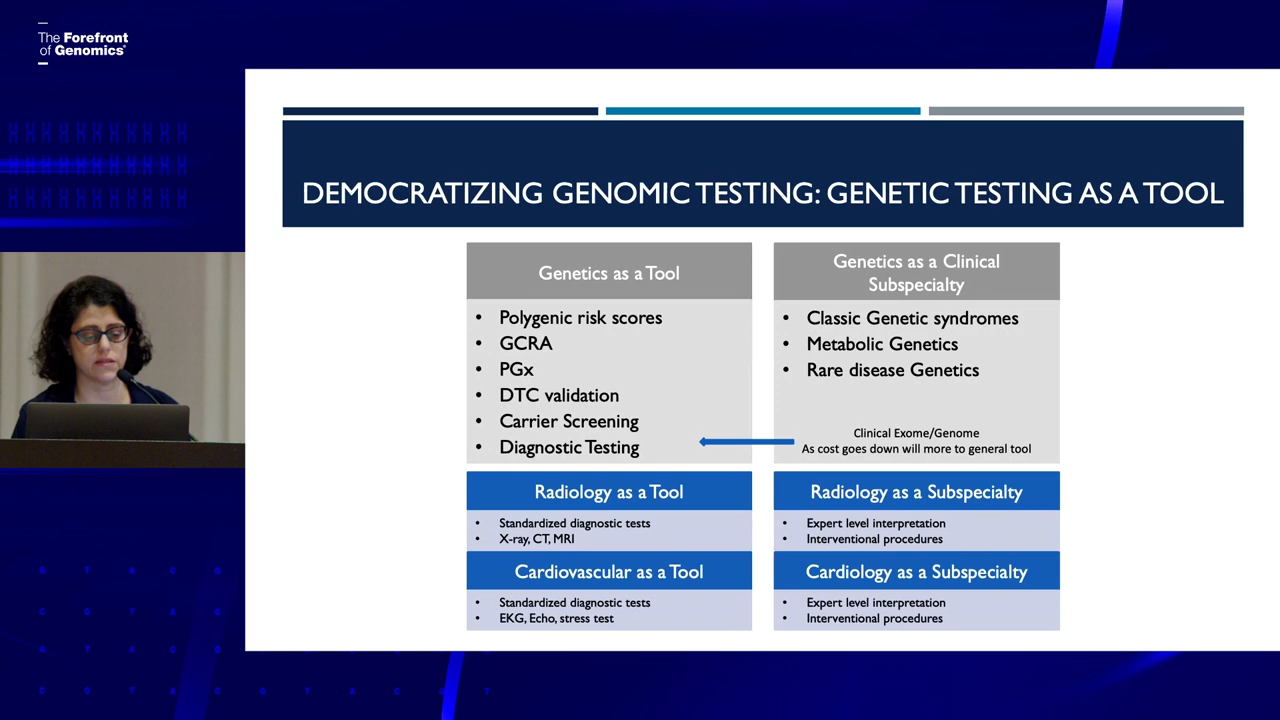 The Forefront
of Genomics®
DEMOCRATIZING GENOMIC TESTING: GENETIC TESTING AS A TOOL
Genetics as a Tool
• Polygenic risk scores
• GCRA
• PGx
• DTC validation
• Carrier Screening
• Diagnostic Testing
Genetics as a Clinical
Subspecialty
• Classic Genetic syndromes
• Metabolic Genetics
• Rare disease Genetics
Clinical Exome/Genome
As cost goes down will more to general tool
Radiology as a Tool
• Standardized diagnostic tests
• X-ray, CT, MRI
Radiology as a Subspecialty
• Expert level interpretation
• Interventional procedures
Cardiovascular as a Tool
• Standardized diagnostic tests
• EKG, Echo, stress test
Cardiology as a Subspecialty
• Expert level interpretation
• Interventional procedures